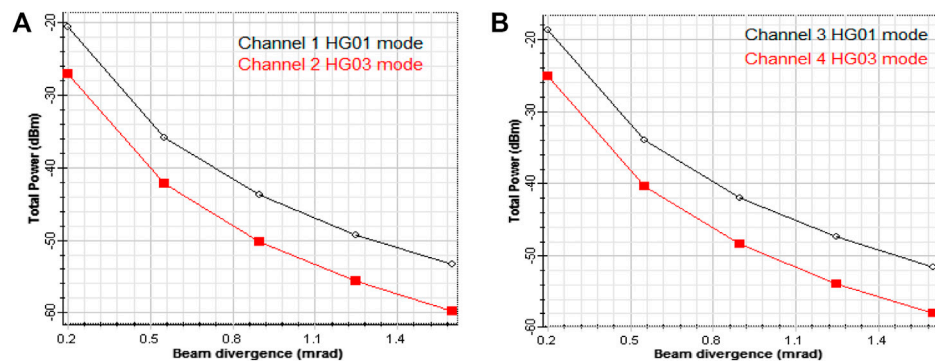 A
Channel 1 HG01 mode
Channel 2 HG03 mode
Total Power (dBm)
-20
-30
-40
-50
-60
0.2
0.5
0.8
1.1
1.4
Beam divergence (mrad)
B
Channel 3 HG01 mode
Channel 4 HG03 mode
Total Power (dBm)
-20
-30
-40
-50
-60
0.2
0.5
0.8
1.1
1.4
Beam divergence (mrad)